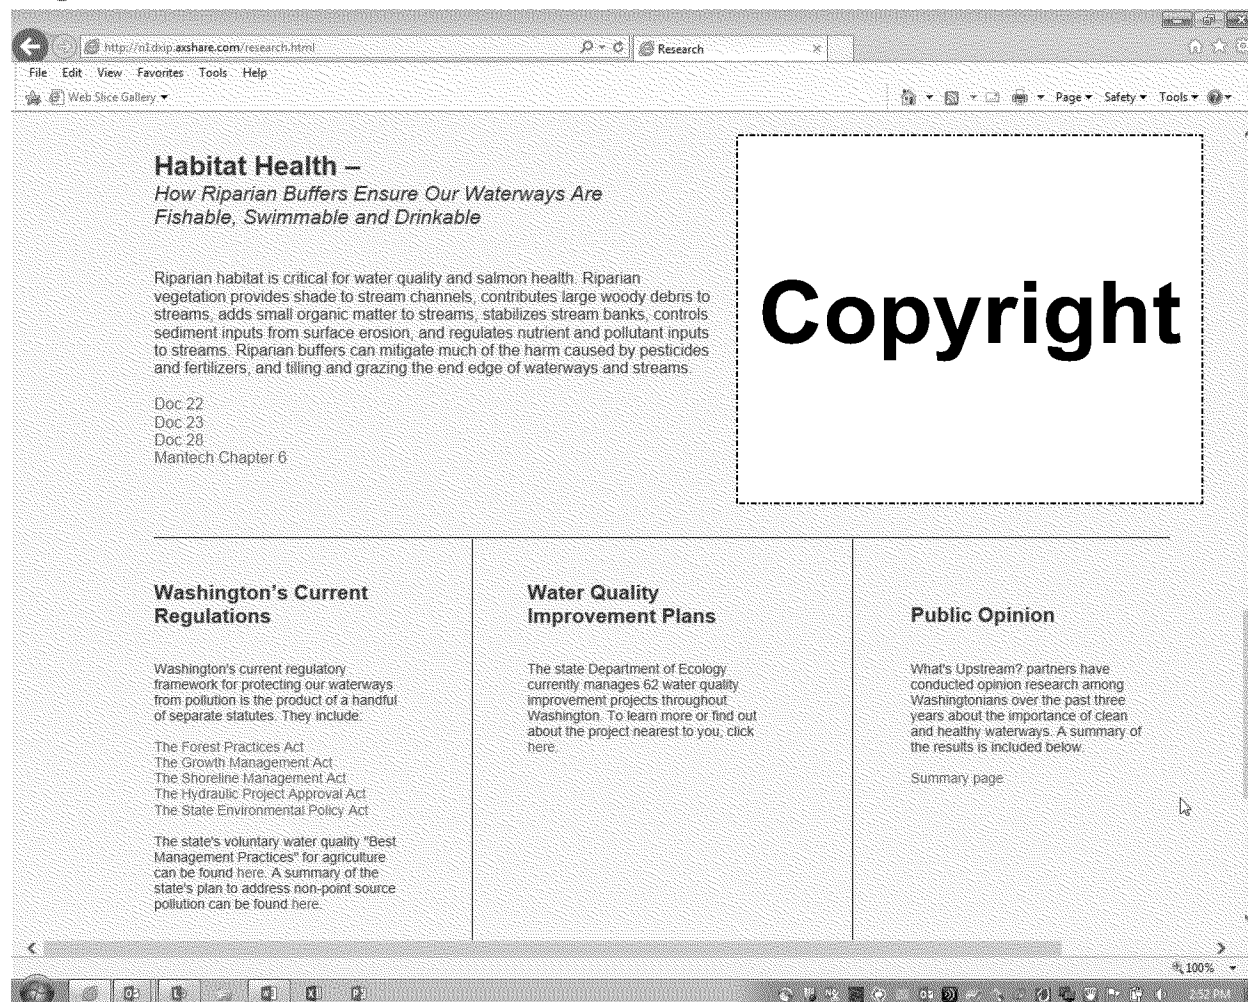 http://n1dxip.axshare.com/research.html
Research
File Edit View Favorites Tools Help
Web Slice Gallery
Page Safety Tools
Habitat Health –
How Riparian Buffers Ensure Our Waterways Are
Fishable, Swimmable and Drinkable
Riparian habitat is critical for water quality and salmon health. Riparian
vegetation provides shade to stream channels, contributes large woody debris to
streams, adds small organic matter to streams, stabilizes stream banks, controls
sediment inputs from surface erosion, and regulates nutrient and pollutant inputs
to streams. Riparian buffers can mitigate much of the harm caused by pesticides
and fertilizers, and tilling and grazing the end edge of waterways and streams.
Doc 22
Doc 23
Doc 28
Mantech Chapter 6
Copyright
Washington's Current
Regulations
Washington's current regulatory
framework for protecting our waterways
from pollution is the product of a handful
of separate statutes. They include:
The Forest Practices Act
The Growth Management Act
The Shoreline Management Act
The Hydraulic Project Approval Act
The State Environmental Policy Act
The state's voluntary water quality "Best
Management Practices" for agriculture
can be found here. A summary of the
state's plan to address non-point source
pollution can be found here.
Water Quality
Improvement Plans
The state Department of Ecology
currently manages 62 water quality
improvement projects throughout
Washington. To learn more or find out
about the project nearest to you, click
here.
Public Opinion
What's Upstream? partners have
conducted opinion research among
Washingtonians over the past three
years about the importance of clean
and healthy waterways. A summary of
the results is included below.
Summary page
100%
2:52 PM